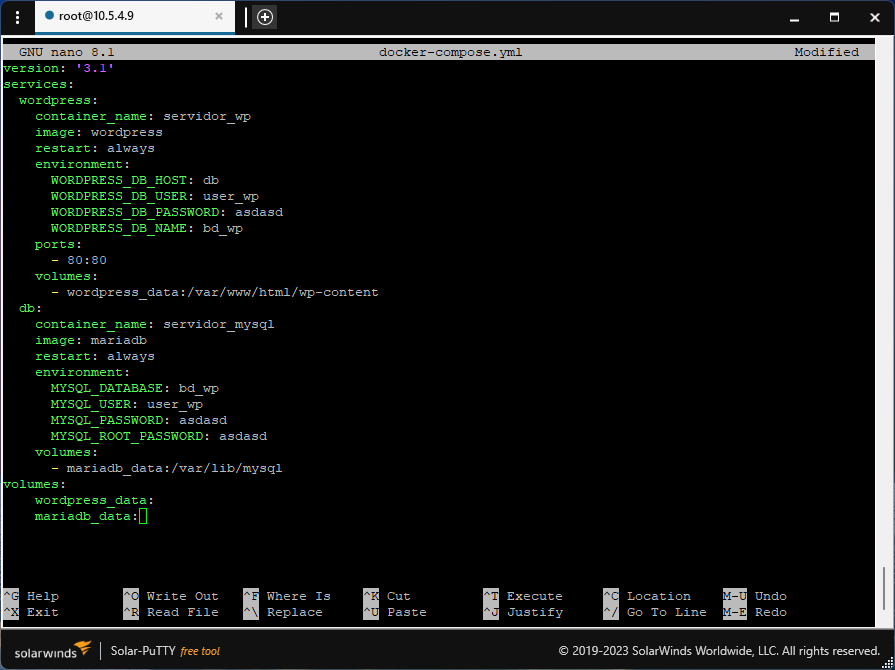 root@10.5.4.9
GNU nano 8.1 docker-compose.yml Modified
version: '3.1'
services:
  wordpress:
    container_name: servidor_wp
    image: wordpress
    restart: always
    environment:
      WORDPRESS_DB_HOST: db
      WORDPRESS_DB_USER: user_wp
      WORDPRESS_DB_PASSWORD: asdasd
      WORDPRESS_DB_NAME: bd_wp
    ports:
      - 80:80
    volumes:
      - wordpress_data:/var/www/html/wp-content
  db:
    container_name: servidor_mysql
    image: mariadb
    restart: always
    environment:
      MYSQL_DATABASE: bd_wp
      MYSQL_USER: user_wp
      MYSQL_PASSWORD: asdasd
      MYSQL_ROOT_PASSWORD: asdasd
    volumes:
      - mariadb_data:/var/lib/mysql
volumes:
    wordpress_data:
    mariadb_data:
^G Help ^O Write Out ^F Where Is ^K Cut ^T Execute ^C Location M-U Undo
^X Exit ^R Read File ^\ Replace ^U Paste ^J Justify ^/ Go To Line M-E Redo
solarwinds Solar-PuTTY free tool © 2019-2023 SolarWinds Worldwide, LLC. All rights reserved.